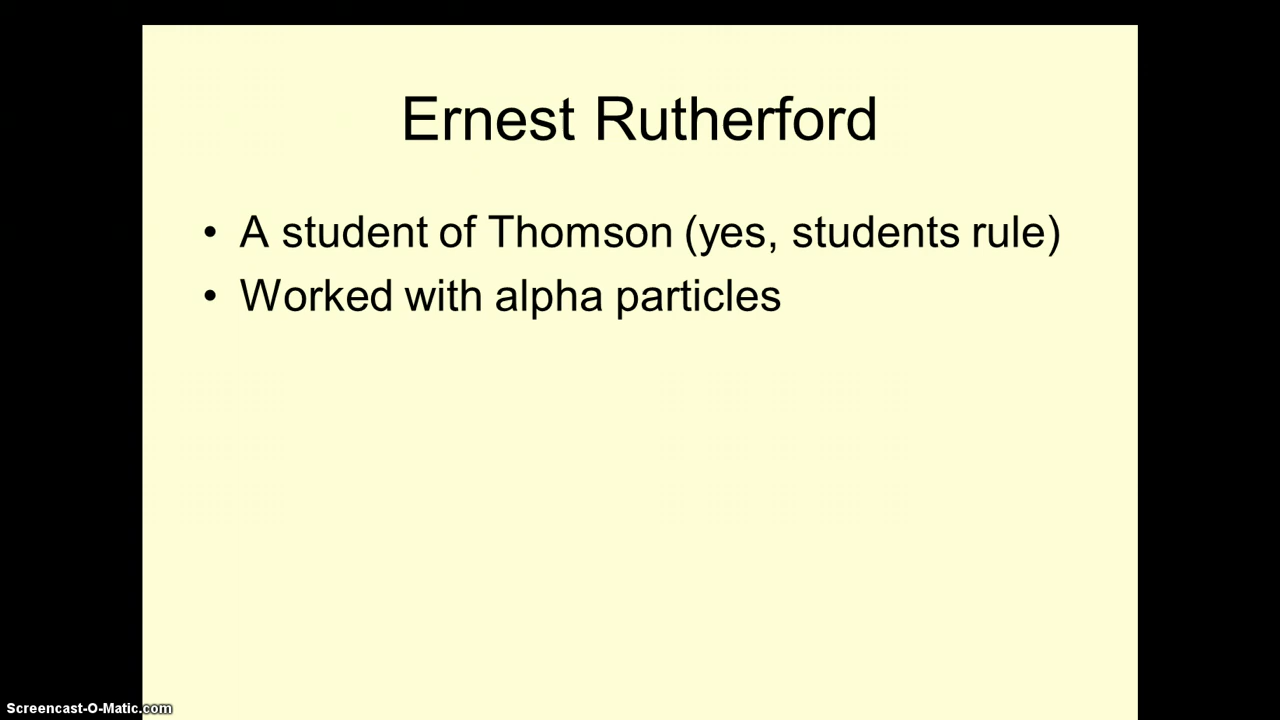 Ernest Rutherford
• A student of Thomson (yes, students rule)
• Worked with alpha particles
Screencast-O-Matic.com